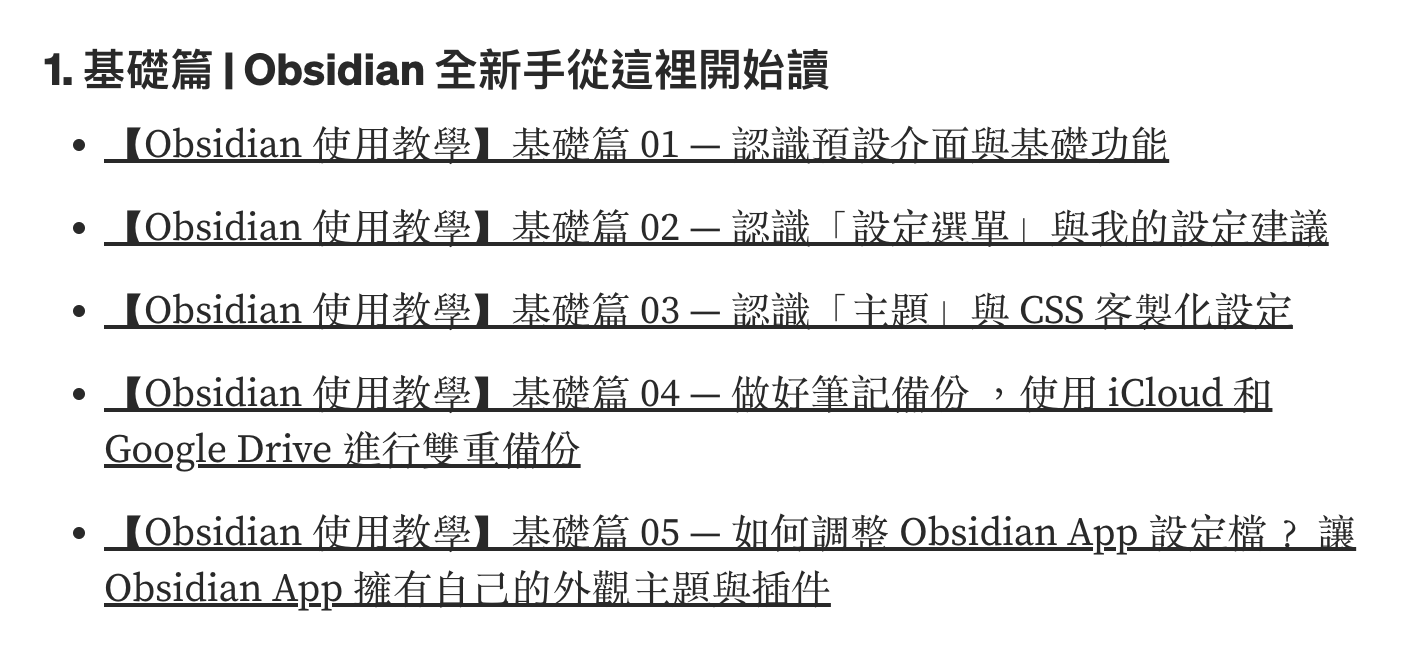 1. 基礎篇 | Obsidian 全新手從這裡開始讀
• 【Obsidian 使用教學】基礎篇 01 — 認識預設介面與基礎功能
• 【Obsidian 使用教學】基礎篇 02 — 認識「設定選單」與我的設定建議
• 【Obsidian 使用教學】基礎篇 03 — 認識「主題」與 CSS 客製化設定
• 【Obsidian 使用教學】基礎篇 04 — 做好筆記備份 ，使用 iCloud 和
Google Drive 進行雙重備份
• 【Obsidian 使用教學】基礎篇 05 — 如何調整 Obsidian App 設定檔？ 讓
Obsidian App 擁有自己的外觀主題與插件